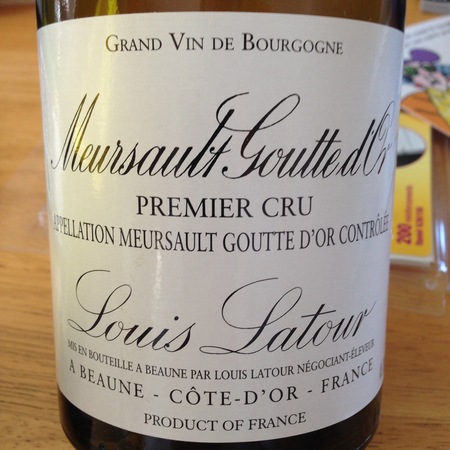 GRAND VIN DE BOURGOGNE
Meursault Goutte d'Or
PREMIER CRU
APPELLATION MEURSAULT GOUTTE D'OR CONTRÔLÉE
Louis Latour
MIS EN BOUTEILLE A BEAUNE PAR LOUIS LATOUR NÉGOCIANT-ÉLEVEUR
A BEAUNE - CÔTE-D'OR - FRANCE
PRODUCT OF FRANCE
200